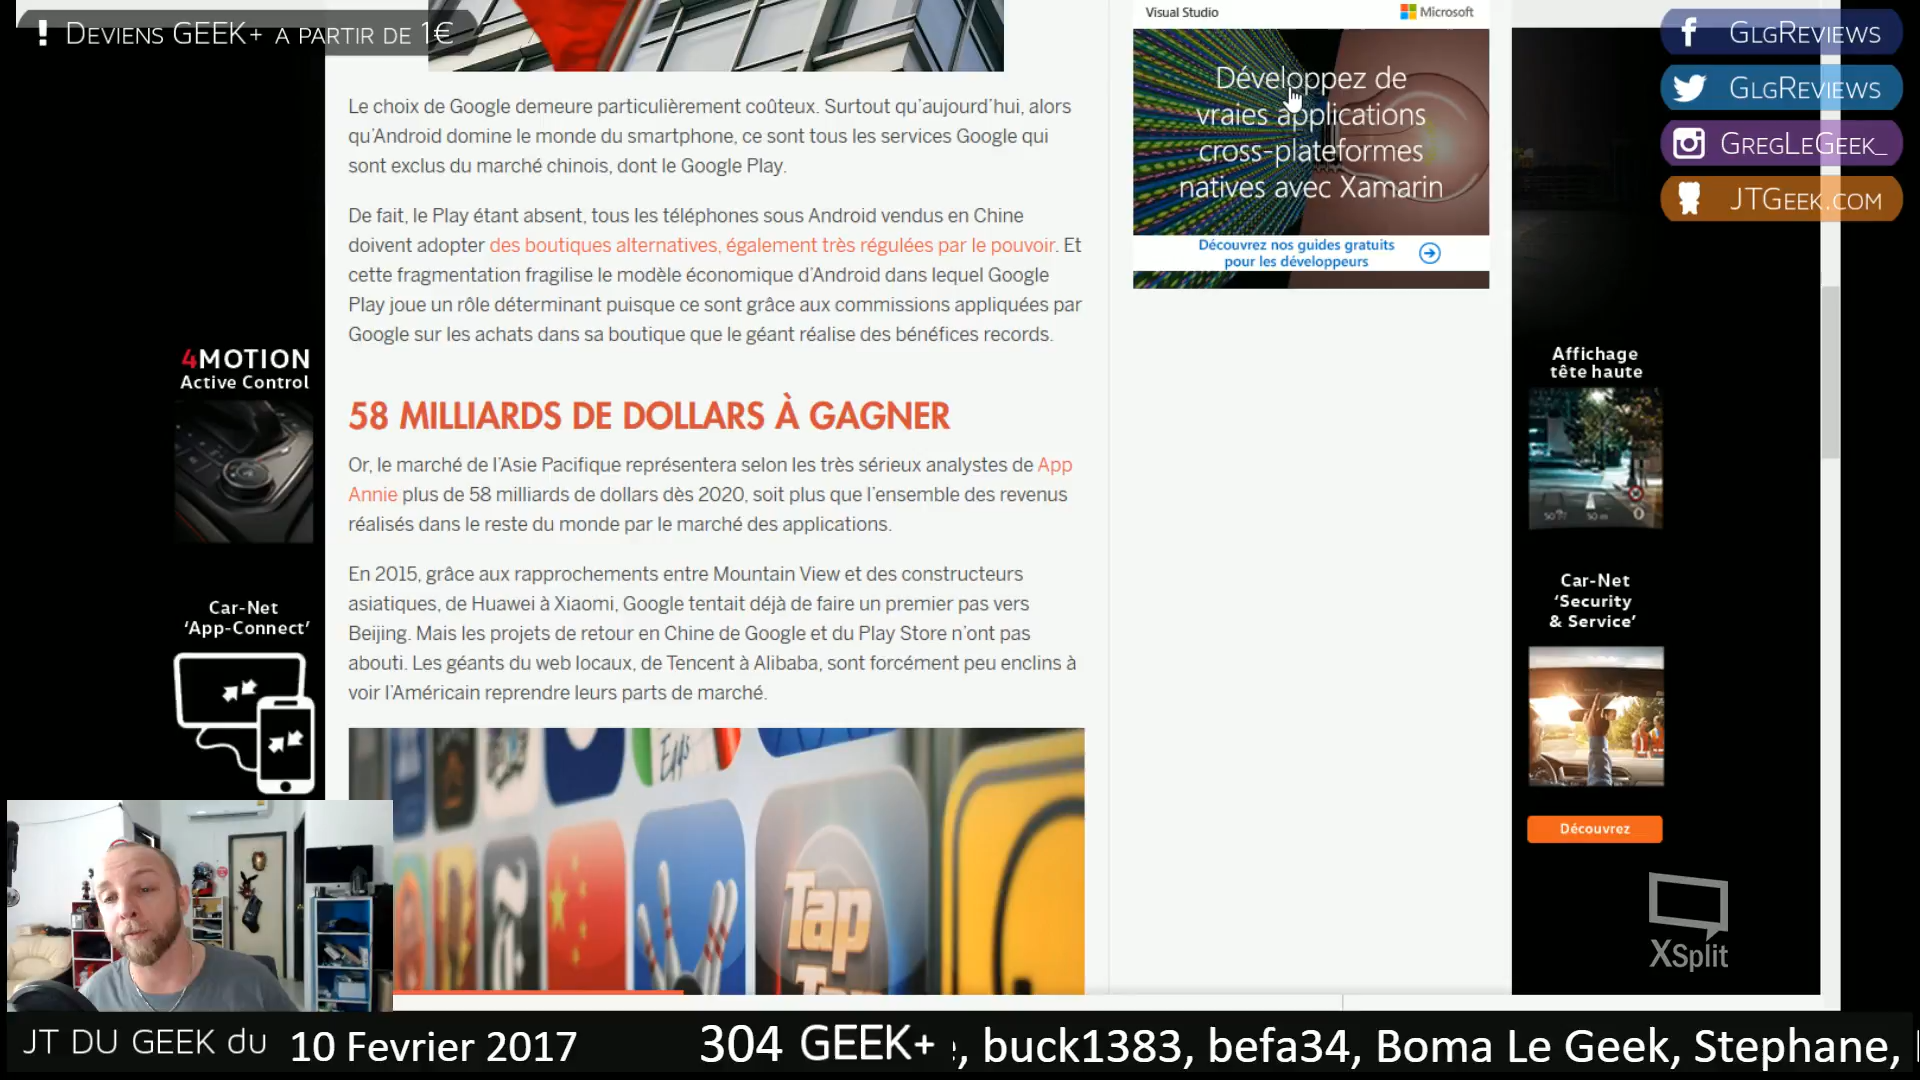 ! DEVIENS GEEK+ A PARTIR DE 1€
Visual Studio
Microsoft
Développez de
vraies applications
cross-plateformes
natives avec Xamarin
Découvrez nos guides gratuits
pour les développeurs
GLGREVIEWS
GLGREVIEWS
GREGLEGEEK_
JTGEEK.COM
Le choix de Google demeure particulièrement coûteux. Surtout qu'aujourd'hui, alors
qu'Android domine le monde du smartphone, ce sont tous les services Google qui
sont exclus du marché chinois, dont le Google Play.
De fait, le Play étant absent, tous les téléphones sous Android vendus en Chine
doivent adopter des boutiques alternatives, également très régulées par le pouvoir. Et
cette fragmentation fragilise le modèle économique d'Android dans lequel Google
Play joue un rôle déterminant puisque ce sont grâce aux commissions appliquées par
Google sur les achats dans sa boutique que le géant réalise des bénéfices records.
4MOTION
Active Control
Car-Net
'App-Connect'
58 MILLIARDS DE DOLLARS À GAGNER
Or, le marché de l'Asie Pacifique représentera selon les très sérieux analystes de App
Annie plus de 58 milliards de dollars dès 2020, soit plus que l'ensemble des revenus
réalisés dans le reste du monde par le marché des applications.
En 2015, grâce aux rapprochements entre Mountain View et des constructeurs
asiatiques, de Huawei à Xiaomi, Google tentait déjà de faire un premier pas vers
Beijing. Mais les projets de retour en Chine de Google et du Play Store n'ont pas
abouti. Les géants du web locaux, de Tencent à Alibaba, sont forcément peu enclins à
voir l'Américain reprendre leurs parts de marché.
Affichage
tête haute
Car-Net
'Security
& Service'
Découvrez
Tap
XSplit
JT DU GEEK du 10 Fevrier 2017
304 GEEK+
, buck1383, befa34, Boma Le Geek, Stephane,